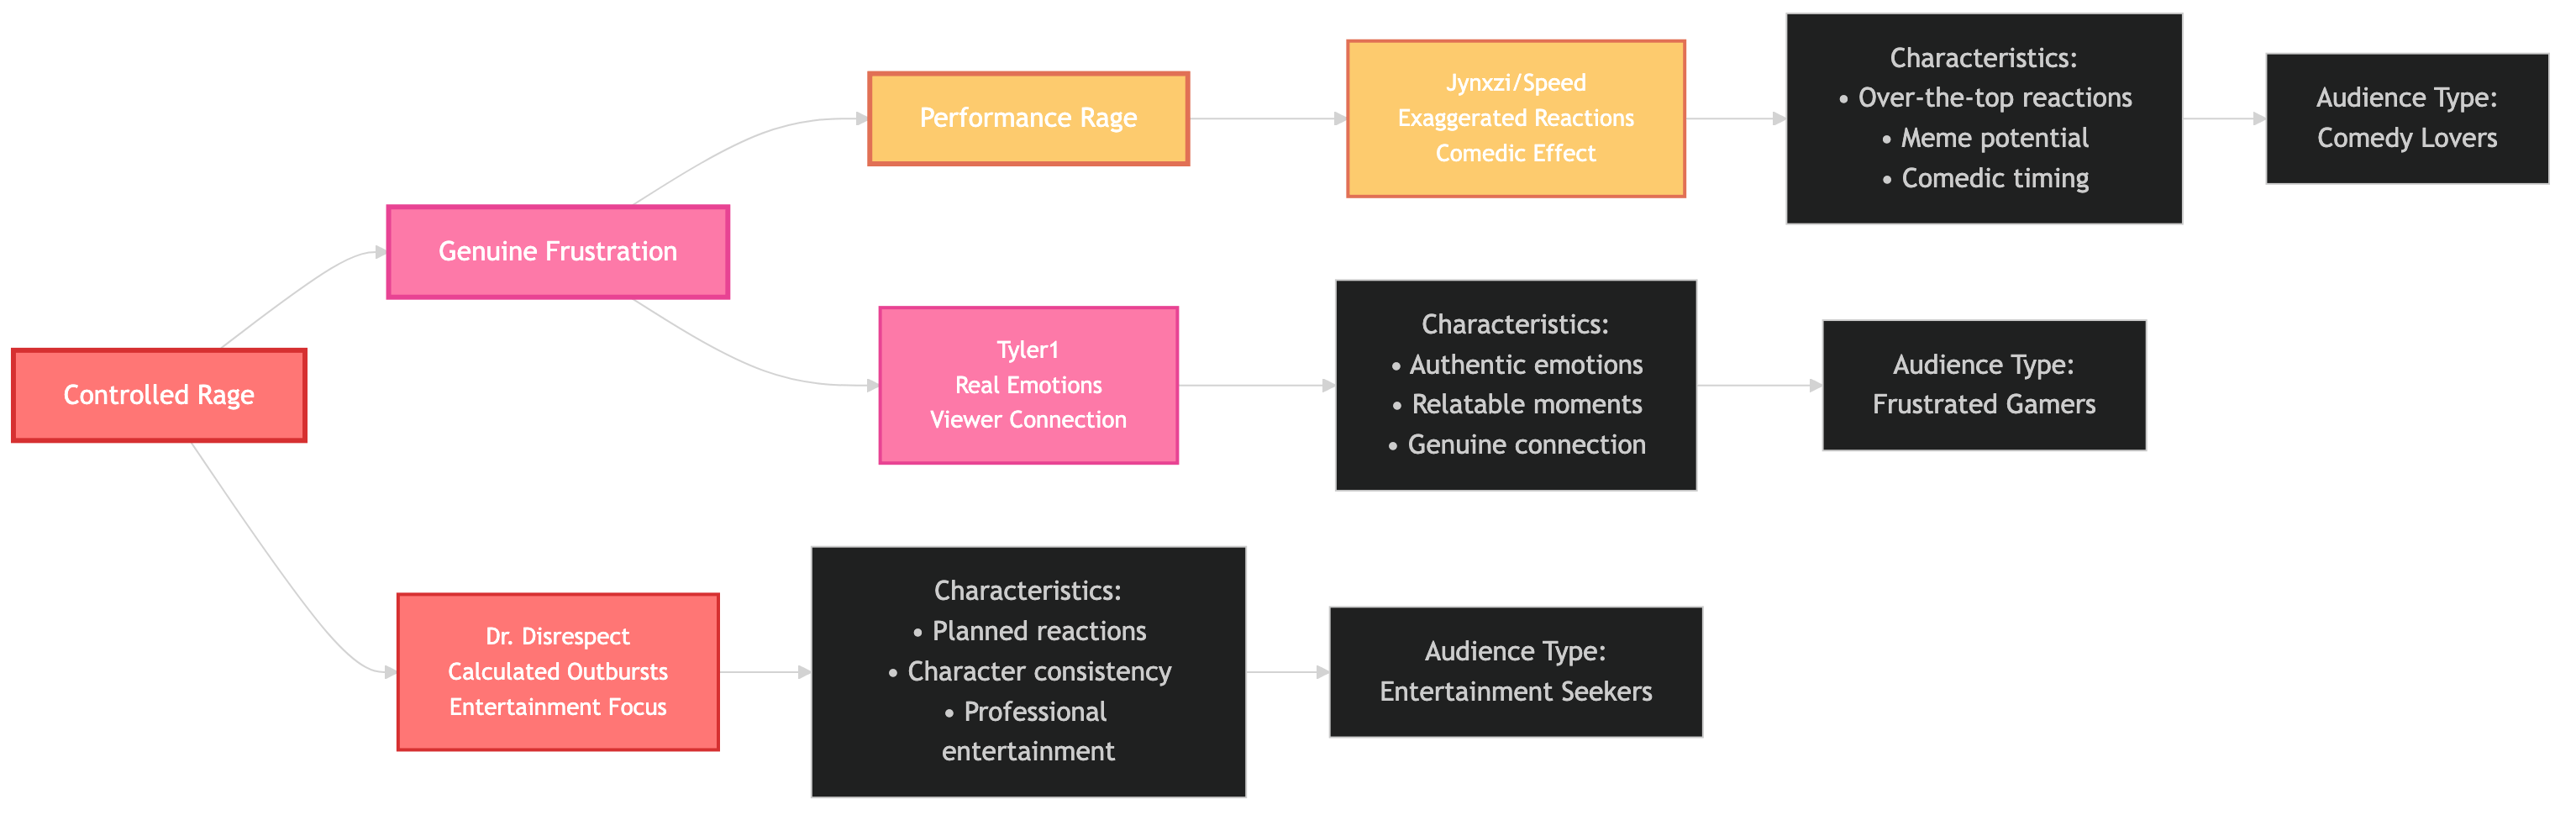 Controlled Rage
Genuine Frustration
Performance Rage
Jynxzi/Speed
Exaggerated Reactions
Comedic Effect
Characteristics:
• Over-the-top reactions
• Meme potential
• Comedic timing
Audience Type:
Comedy Lovers
Tyler1
Real Emotions
Viewer Connection
Characteristics:
• Authentic emotions
• Relatable moments
• Genuine connection
Audience Type:
Frustrated Gamers
Dr. Disrespect
Calculated Outbursts
Entertainment Focus
Characteristics:
• Planned reactions
• Character consistency
• Professional
entertainment
Audience Type:
Entertainment Seekers